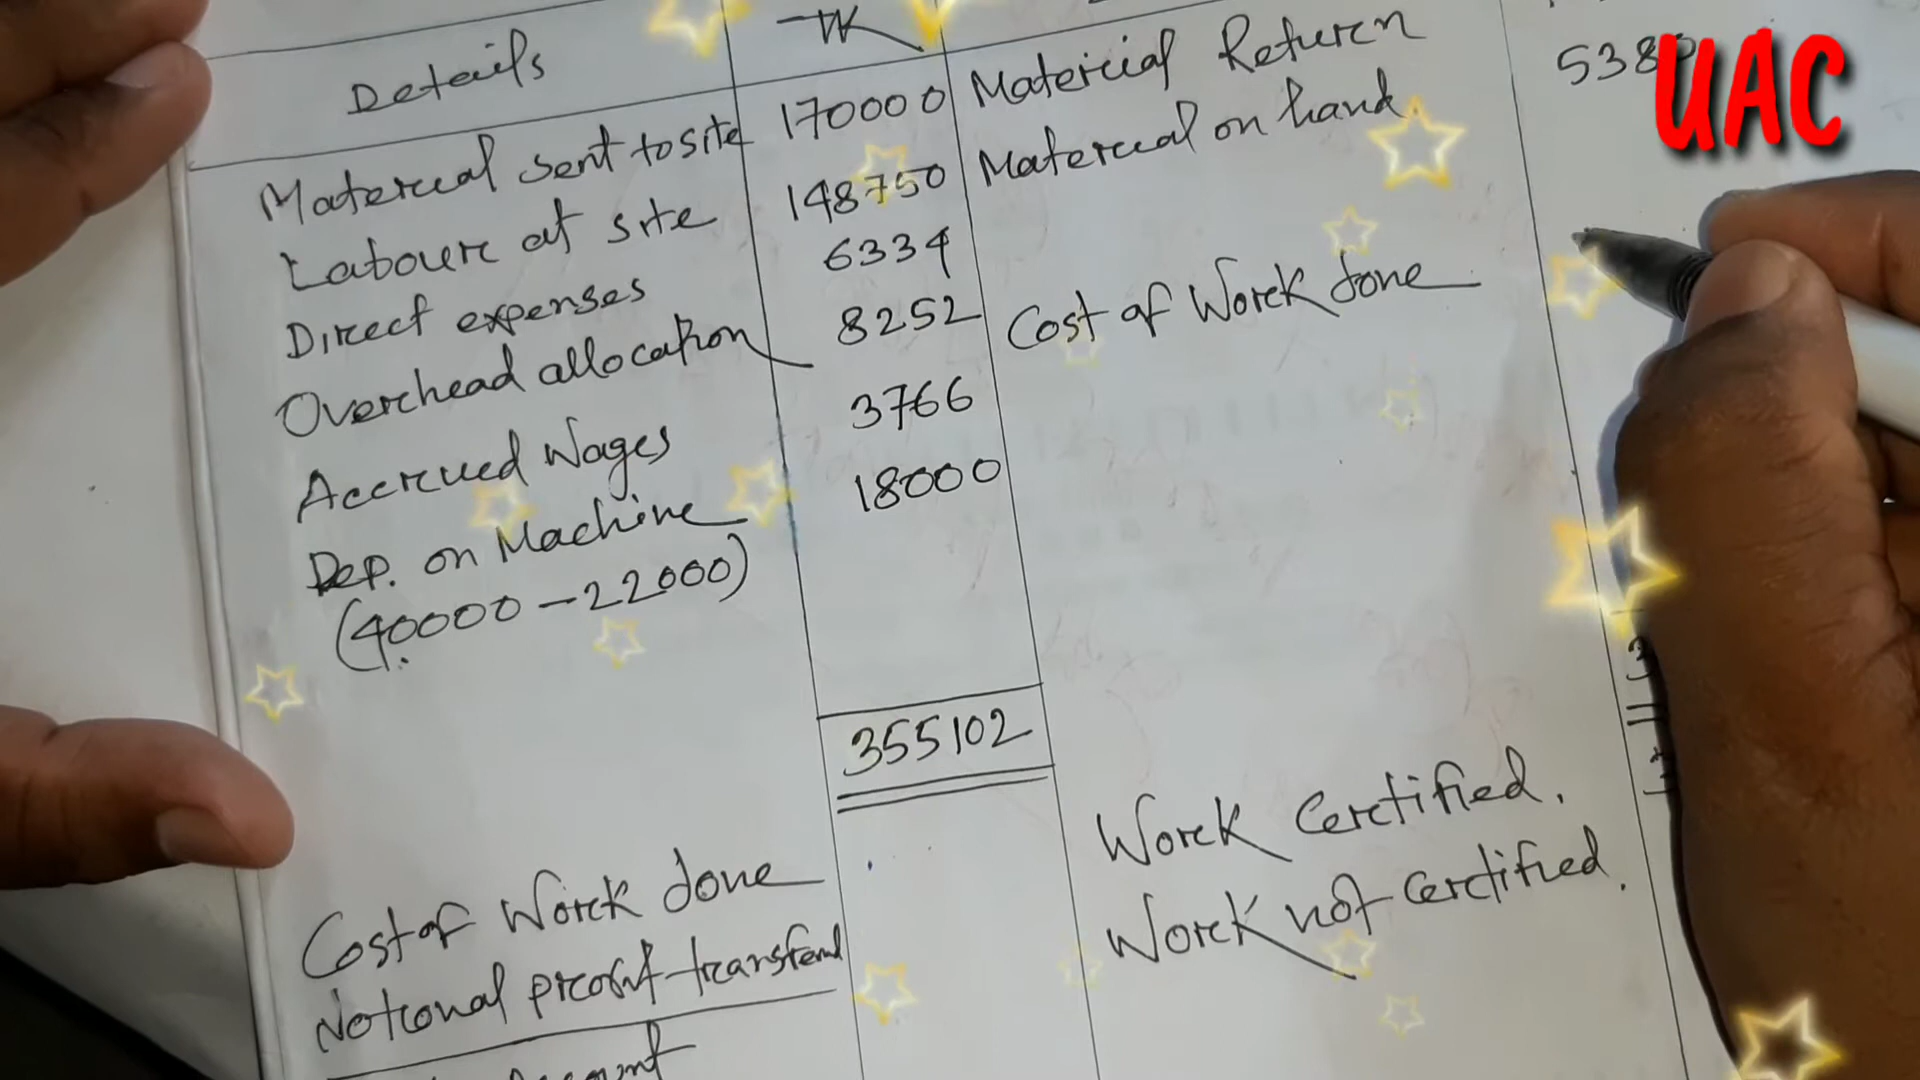 Details TK
Material sent to site 170000 Material Return
Labour at site 148750 Material on hand
Direct expenses 6334
Overhead allocation 8252 Cost of Work done
Accrued Wages 3766
Dep. on Machine 18000
(40000-22000)
355102
Work Certified.
Cost of Work done Work not Certified.
Notional profit transferred
UAC